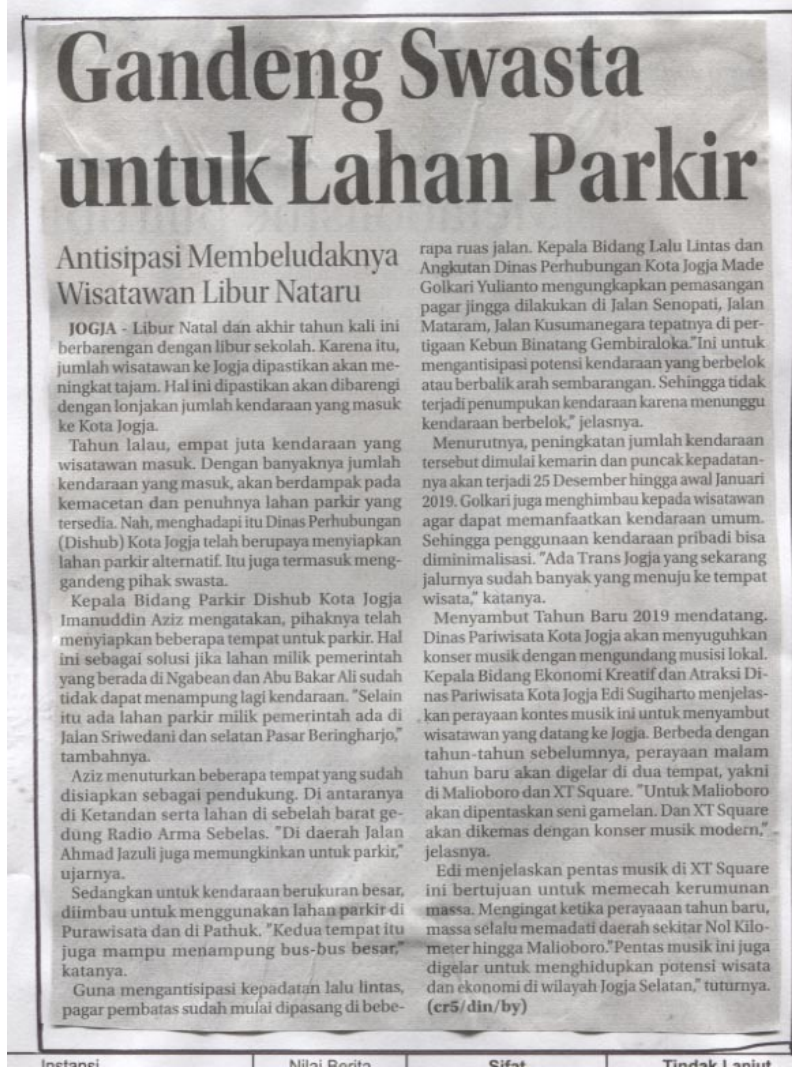 Gandeng Swasta
untuk Lahan Parkir
Antisipasi Membeludaknya
Wisatawan Libur Nataru
JOGJA - Libur Natal dan akhir tahun kali ini
berbarengan dengan libur sekolah. Karena itu,
jumlah wisatawan ke Jogja dipastikan akan me-
ningkat tajam. Hal ini dipastikan akan dibarengi
dengan lonjakan jumlah kendaraan yang masuk
ke Kota Jogja.
Tahun lalu, empat juta kendaraan yang
wisatawan masuk. Dengan banyaknya jumlah
kendaraan yang masuk, akan berdampak pada
kemacetan dan penuhnya lahan parkir yang
tersedia. Nah, menghadapi itu Dinas Perhubungan
(Dishub) Kota Jogja telah berupaya menyiapkan
lahan parkir alternatif. Itu juga termasuk meng-
gandeng pihak swasta.
Kepala Bidang Parkir Dishub Kota Jogja
Imanuddin Aziz mengatakan, pihaknya telah
menyiapkan beberapa tempat untuk parkir. Hal
ini sebagai solusi jika lahan milik pemerintah
yang berada di Ngabean dan Abu Bakar Ali sudah
tidak dapat menampung lagi kendaraan. "Selain
itu ada lahan parkir milik pemerintah ada di
Jalan Sriwedani dan selatan Pasar Beringharjo,"
tambahnya.
Aziz menuturkan beberapa tempat yang sudah
disiapkan sebagai pendukung. Di antaranya
di Ketandan serta lahan di sebelah barat ge-
dung Radio Arma Sebelas. "Di daerah Jalan
Ahmad Jazuli juga memungkinkan untuk parkir,"
ujarnya.
Sedangkan untuk kendaraan berukuran besar,
diimbau untuk menggunakan lahan parkir di
Purawisata dan di Pathuk. "Kedua tempat itu
juga mampu menampung bus-bus besar,"
katanya.
Guna mengantisipasi kepadatan lalu lintas,
pagar pembatas sudah mulai dipasang di bebe-
rapa ruas jalan. Kepala Bidang Lalu Lintas dan
Angkutan Dinas Perhubungan Kota Jogja Made
Golkari Yulianto mengungkapkan pemasangan
pagar jingga dilakukan di Jalan Senopati, Jalan
Mataram, Jalan Kusumanegara tepatnya di per-
tigaan Kebun Binatang Gembiraloka."Ini untuk
mengantisipasi potensi kendaraan yang berbelok
atau berbalik arah sembarangan. Sehingga tidak
terjadi penumpukan kendaraan karena menunggu
kendaraan berbelok," jelasnya.
Menurutnya, peningkatan jumlah kendaraan
tersebut dimulai kemarin dan puncak kepadatan-
nya akan terjadi 25 Desember hingga awal Januari
2019. Golkari juga menghimbau kepada wisatawan
agar dapat memanfaatkan kendaraan umum.
Sehingga penggunaan kendaraan pribadi bisa
diminimalisasi. "Ada Trans Jogja yang sekarang
jalurnya sudah banyak yang menuju ke tempat
wisata," katanya.
Menyambut Tahun Baru 2019 mendatang.
Dinas Pariwisata Kota Jogja akan menyuguhkan
konser musik dengan mengundang musisi lokal.
Kepala Bidang Ekonomi Kreatif dan Atraksi Di-
nas Pariwisata Kota Jogja Edi Sugiharto menjelas-
kan perayaan kontes musik ini untuk menyambut
wisatawan yang datang ke Jogja. Berbeda dengan
tahun-tahun sebelumnya, perayaan malam
tahun baru akan digelar di dua tempat, yakni
di Malioboro dan XT Square. "Untuk Malioboro
akan dipentaskan seni gamelan. Dan XT Square
akan dikemas dengan konser musik modern,"
jelasnya.
Edi menjelaskan pentas musik di XT Square
ini bertujuan untuk memecah kerumunan
massa. Mengingat ketika perayaaan tahun baru,
massa selalu memadati daerah sekitar Nol Kilo-
meter hingga Malioboro."Pentas musik ini juga
digelar untuk menghidupkan potensi wisata
dan ekonomi di wilayah Jogja Selatan," tuturnya.
(cr5/din/by)
Instansi Nilai Berita Sifat Tindak Lanjut